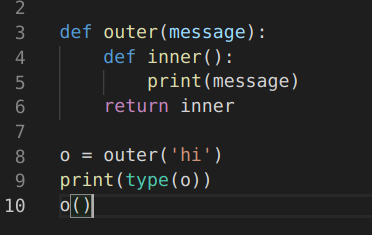 2
3 def outer(message):
4     def inner():
5         print(message)
6     return inner
7
8 o = outer('hi')
9 print(type(o))
10 o()